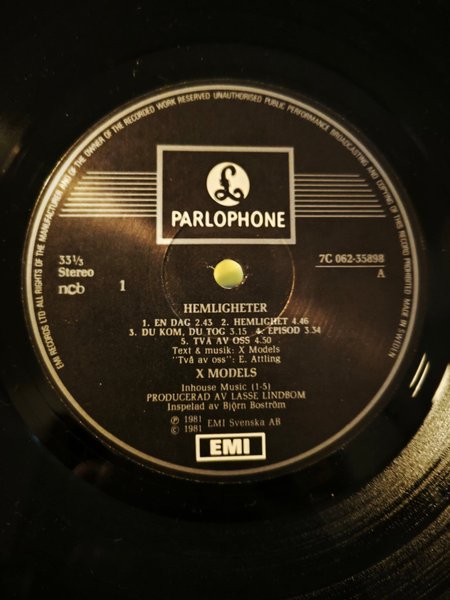 EMI RECORDS LTD ALL RIGHTS OF THE MANUFACTURER AND OF THE OWNER OF THE RECORDED WORK RESERVED UNAUTHORISED PUBLIC PERFORMANCE BROADCASTING AND COPYING OF THIS RECORD PROHIBITED MADE IN SWEDEN
£
PARLOPHONE
33⅓
Stereo
ncb 1
7C 062-35898
A
HEMLIGHETER
1. EN DAG 2.43 2. HEMLIGHET 4.46
3. DU KOM, DU TOG 3.15 4. EPISOD 3.34
5. TVÅ AV OSS 4.50
Text & musik: X Models
"Två av oss": E. Attling
X MODELS
Inhouse Music (1-5)
PRODUCERAD AV LASSE LINDBOM
Inspelad av Björn Boström
℗ 1981
© 1981 EMI Svenska AB
EMI